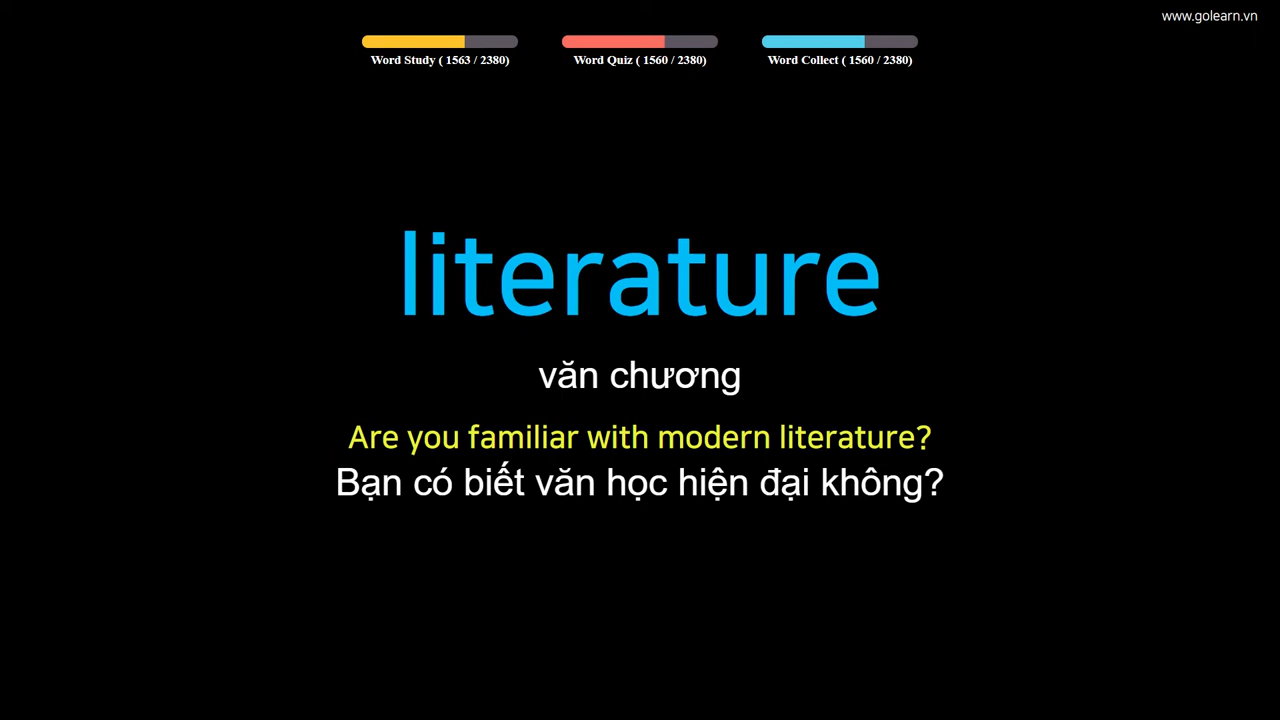 www.golearn.vn
Word Study ( 1563 / 2380) Word Quiz ( 1560 / 2380) Word Collect ( 1560 / 2380)
literature
văn chương
Are you familiar with modern literature?
Bạn có biết văn học hiện đại không?